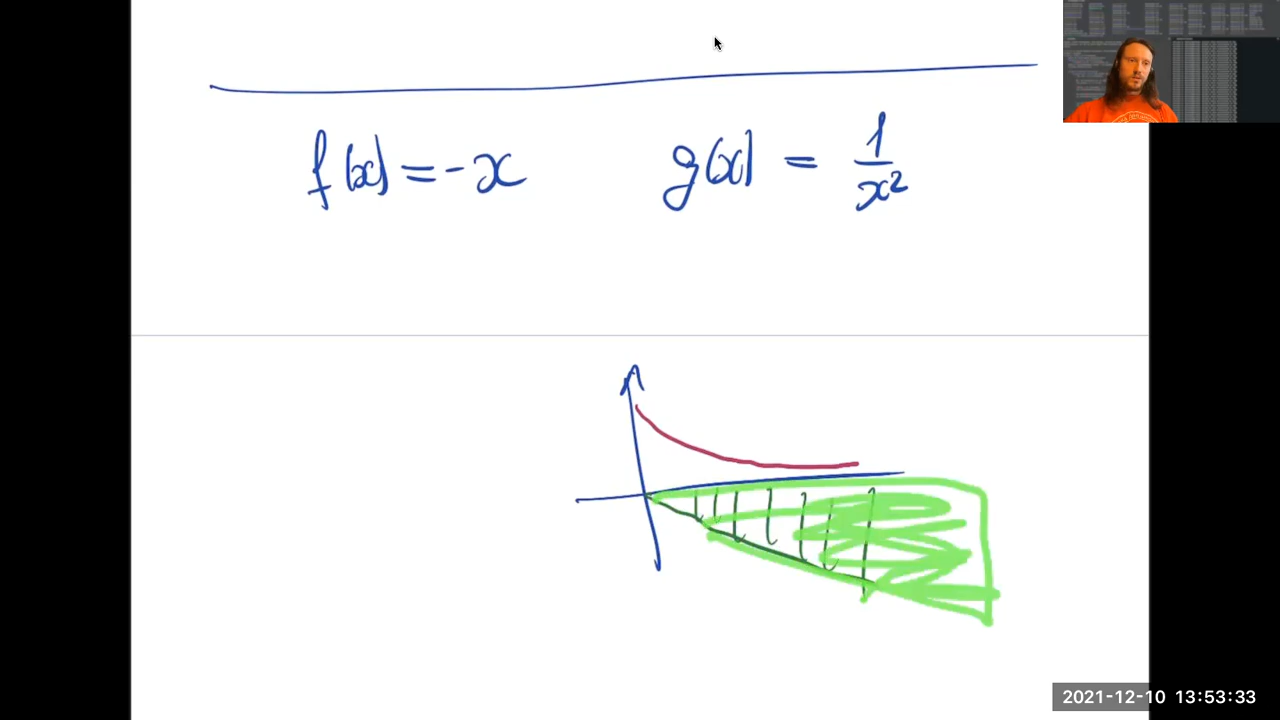 f(x) = -x g(x) = 1/x²
2021-12-10 13:53:33